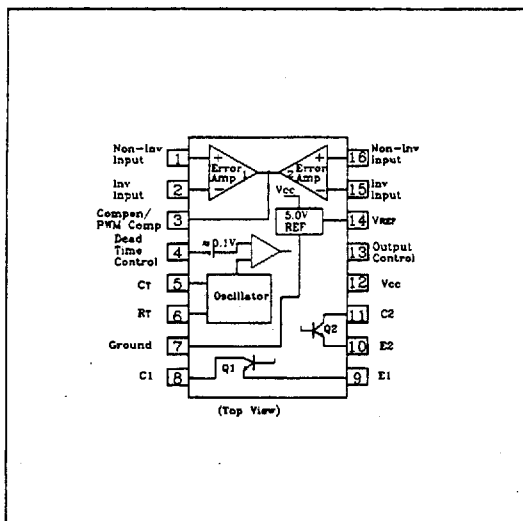 Non-Inv
Input
1
Inv
Input
2
Compen/
PWM Comp
3
Dead
Time
Control
4
≈0.1V
CT
5
RT
6
Oscillator
Ground
7
C1
8
Q1
+
Error
Amp
1
−
+
2
Error
Amp
−
Vcc
5.0V
REF
Non-Inv
Input
16
Inv
Input
15
VREF
14
Output
Control
13
Vcc
12
C2
11
Q2
E2
10
E1
9
(Top View)